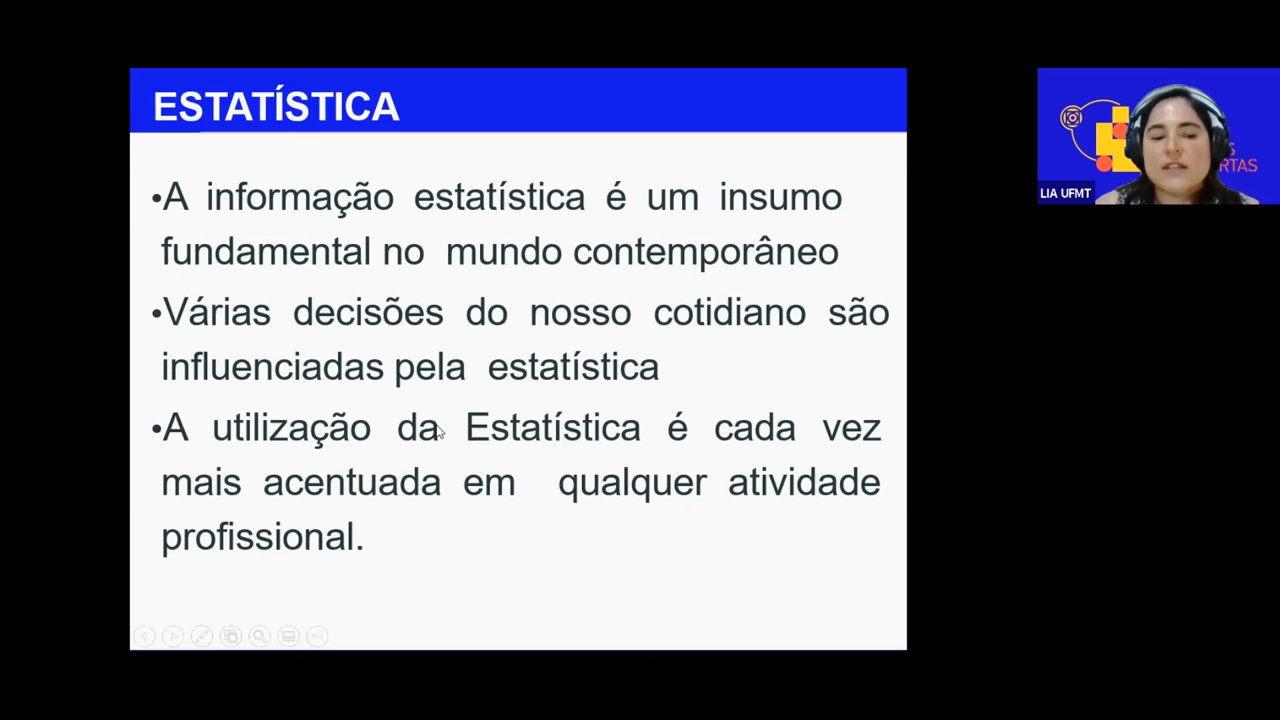 ESTATÍSTICA
•A informação estatística é um insumo
fundamental no mundo contemporâneo
•Várias decisões do nosso cotidiano são
influenciadas pela estatística
•A utilização da Estatística é cada vez
mais acentuada em qualquer atividade
profissional.
LIA UFMT